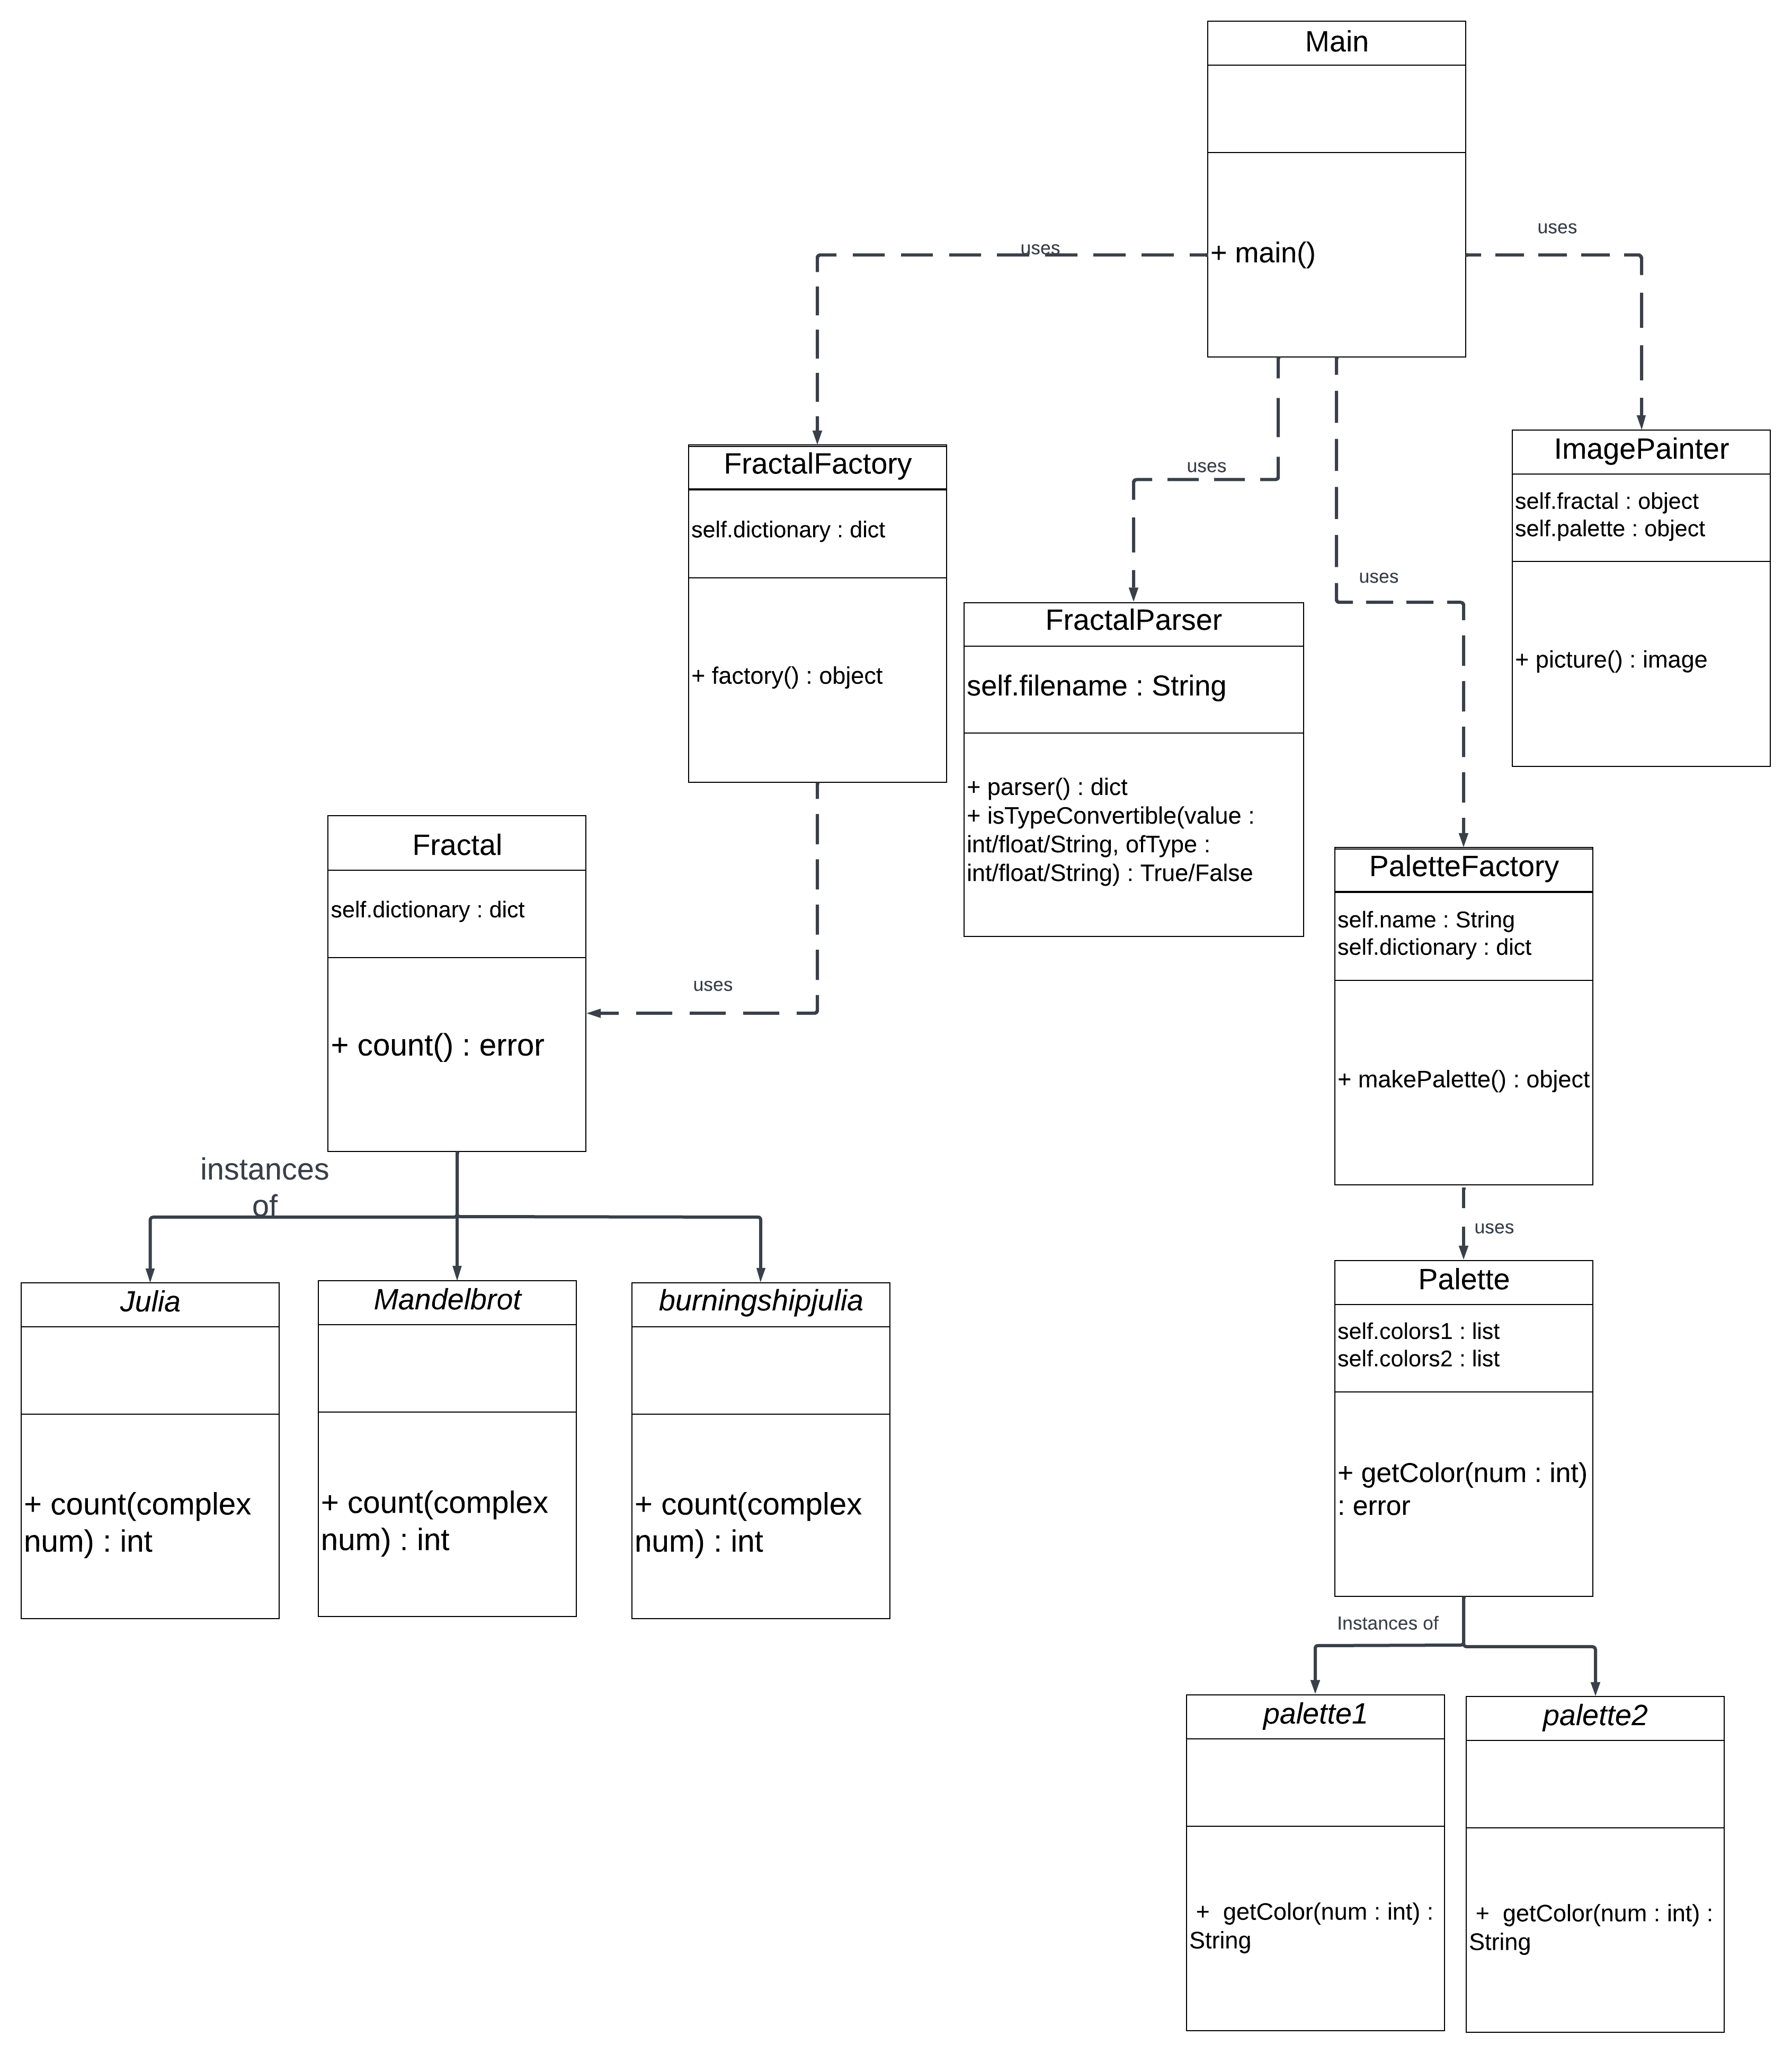 Main
+ main()
uses
uses
FractalFactory
self.dictionary : dict
+ factory() : object
uses
FractalParser
self.filename : String
+ parser() : dict
+ isTypeConvertible(value :
int/float/String, ofType :
int/float/String) : True/False
uses
ImagePainter
self.fractal : object
self.palette : object
+ picture() : image
Fractal
self.dictionary : dict
+ count() : error
uses
PaletteFactory
self.name : String
self.dictionary : dict
+ makePalette() : object
instances
of
Julia
+ count(complex
num) : int
Mandelbrot
+ count(complex
num) : int
burningshipjulia
+ count(complex
num) : int
uses
Palette
self.colors1 : list
self.colors2 : list
+ getColor(num : int)
: error
Instances of
palette1
+ getColor(num : int) :
String
palette2
+ getColor(num : int) :
String